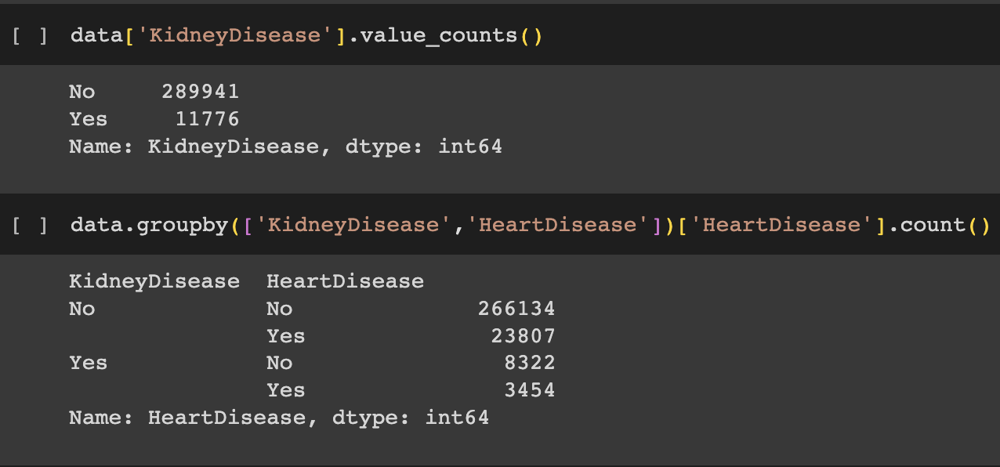 [ ] data['KidneyDisease'].value_counts()
No     289941
Yes     11776
Name: KidneyDisease, dtype: int64
[ ] data.groupby(['KidneyDisease','HeartDisease'])['HeartDisease'].count()
KidneyDisease  HeartDisease
No             No              266134
               Yes              23807
Yes            No                8322
               Yes               3454
Name: HeartDisease, dtype: int64